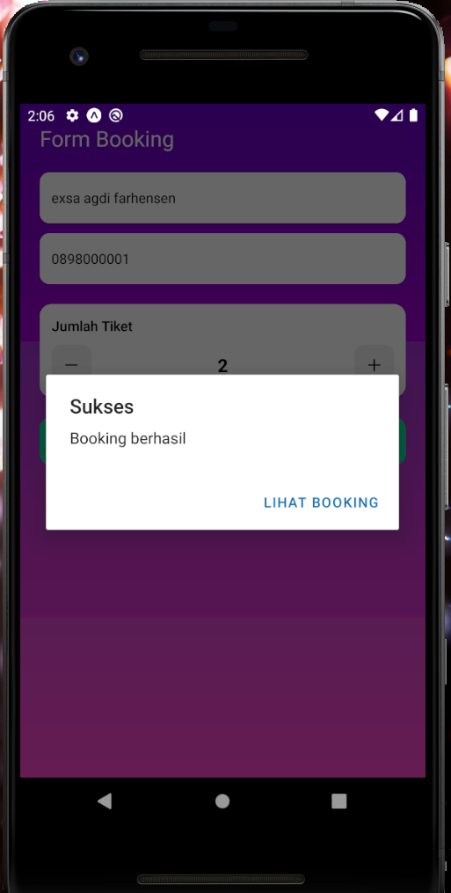 2:06
Form Booking
exsa agdi farhensen
0898000001
Jumlah Tiket
− 2 +
Sukses
Booking berhasil
LIHAT BOOKING